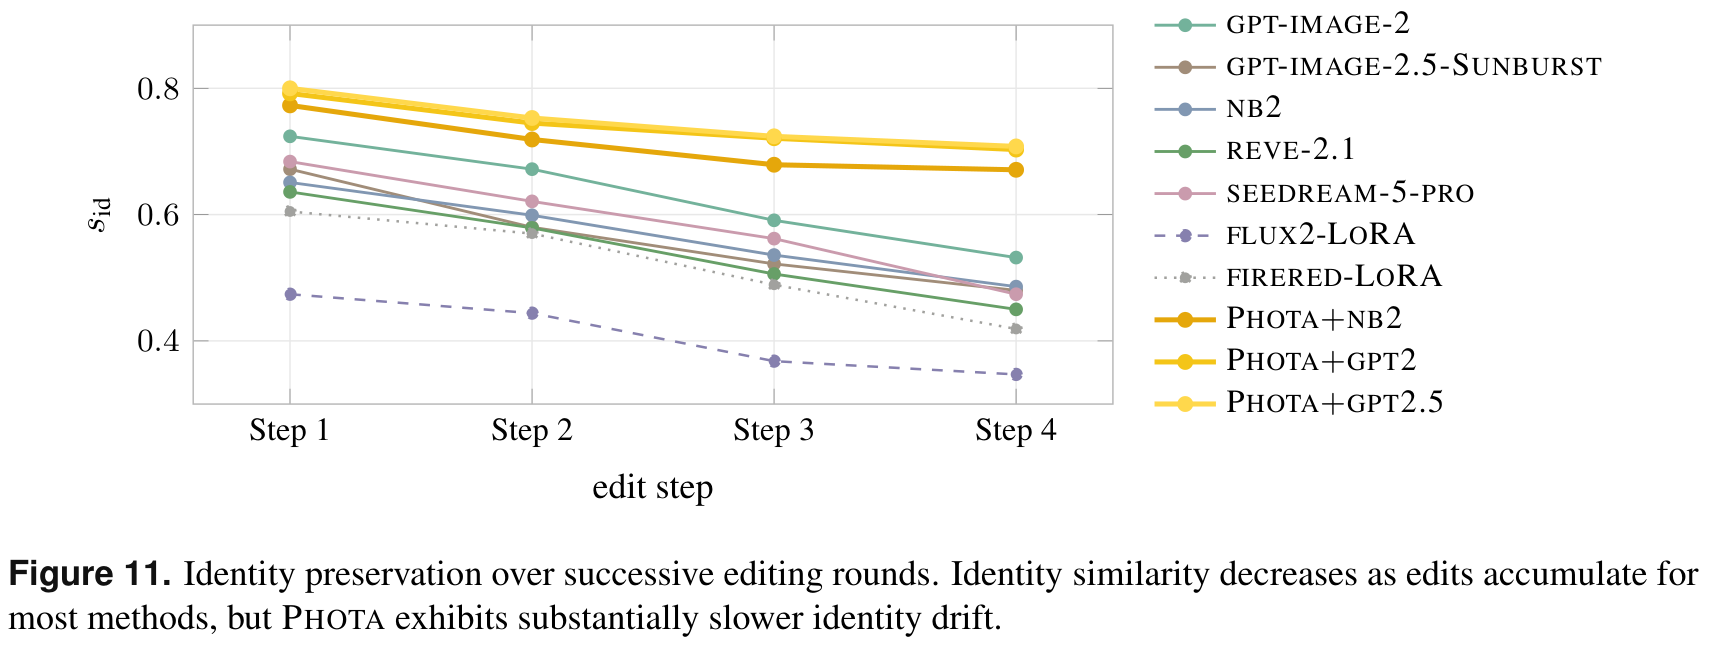 0.8
0.6
0.4
sid
Step 1 Step 2 Step 3 Step 4
edit step
GPT-IMAGE-2
GPT-IMAGE-2.5-SUNBURST
NB2
REVE-2.1
SEEDREAM-5-PRO
FLUX2-LORA
FIRERED-LORA
PHOTA+NB2
PHOTA+GPT2
PHOTA+GPT2.5
Figure 11. Identity preservation over successive editing rounds. Identity similarity decreases as edits accumulate for
most methods, but PHOTA exhibits substantially slower identity drift.